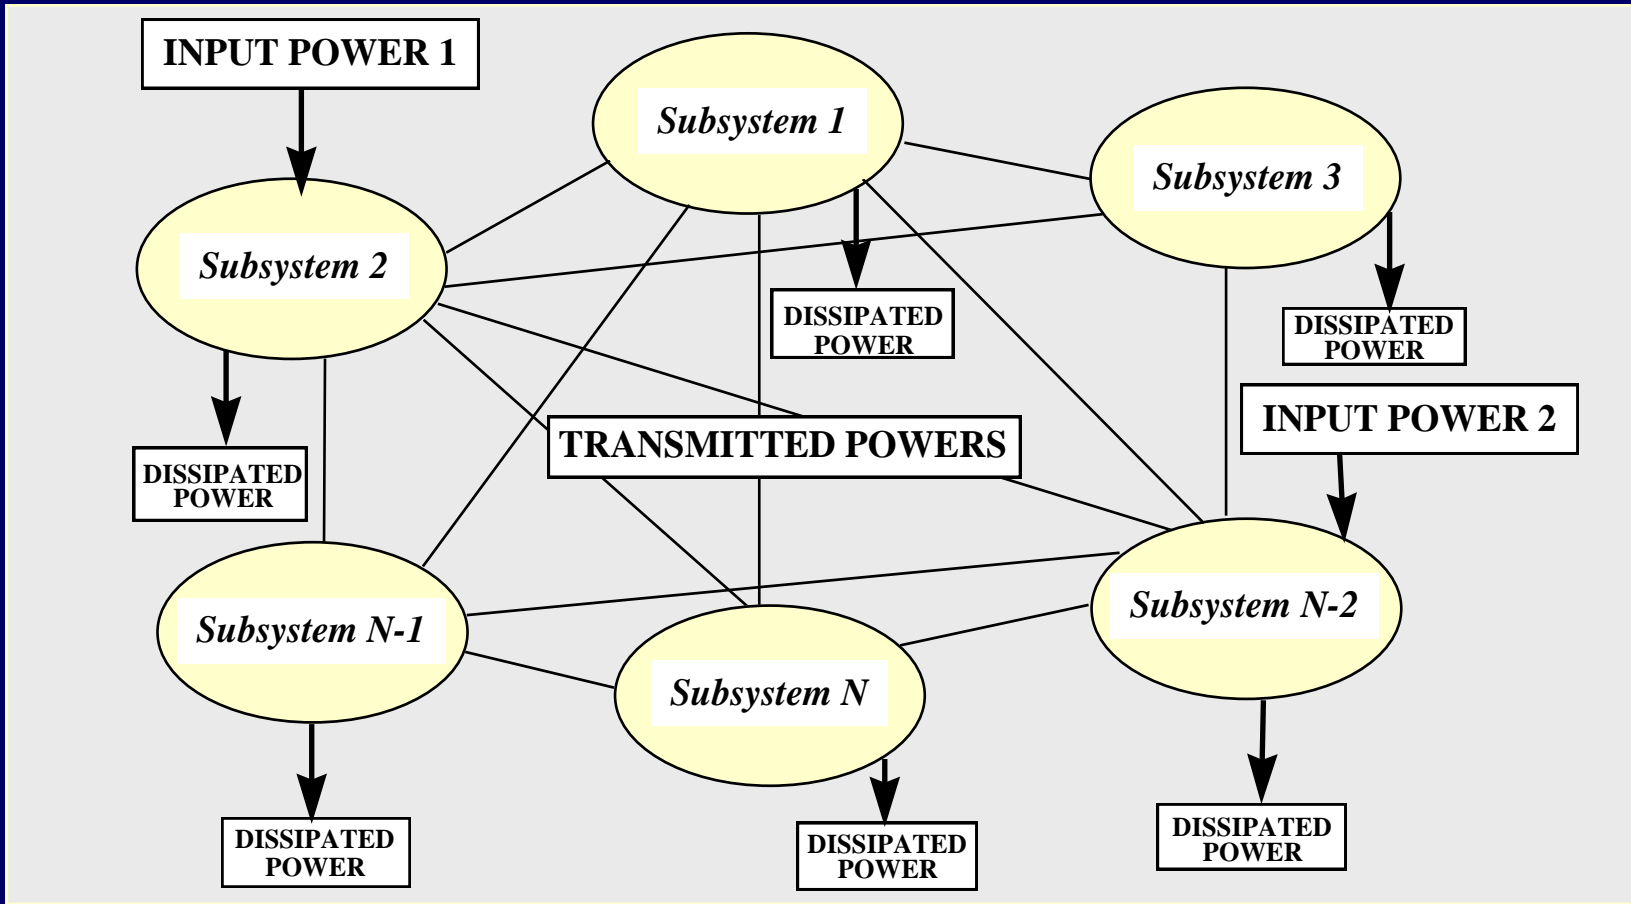 INPUT POWER 1
Subsystem 1
Subsystem 3
Subsystem 2
DISSIPATED
POWER
DISSIPATED
POWER
INPUT POWER 2
TRANSMITTED POWERS
DISSIPATED
POWER
Subsystem N-1
Subsystem N-2
Subsystem N
DISSIPATED
POWER
DISSIPATED
POWER
DISSIPATED
POWER